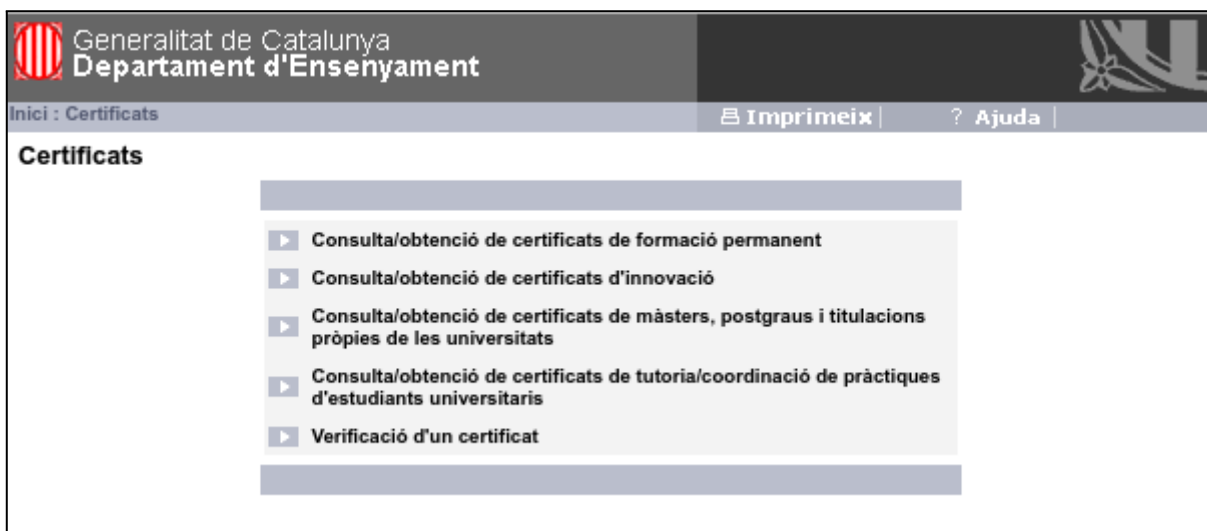 Generalitat de Catalunya
Departament d'Ensenyament
Inici : Certificats
Imprimeix
? Ajuda
Certificats
Consulta/obtenció de certificats de formació permanent
Consulta/obtenció de certificats d'innovació
Consulta/obtenció de certificats de màsters, postgraus i titulacions
pròpies de les universitats
Consulta/obtenció de certificats de tutoria/coordinació de pràctiques
d'estudiants universitaris
Verificació d'un certificat